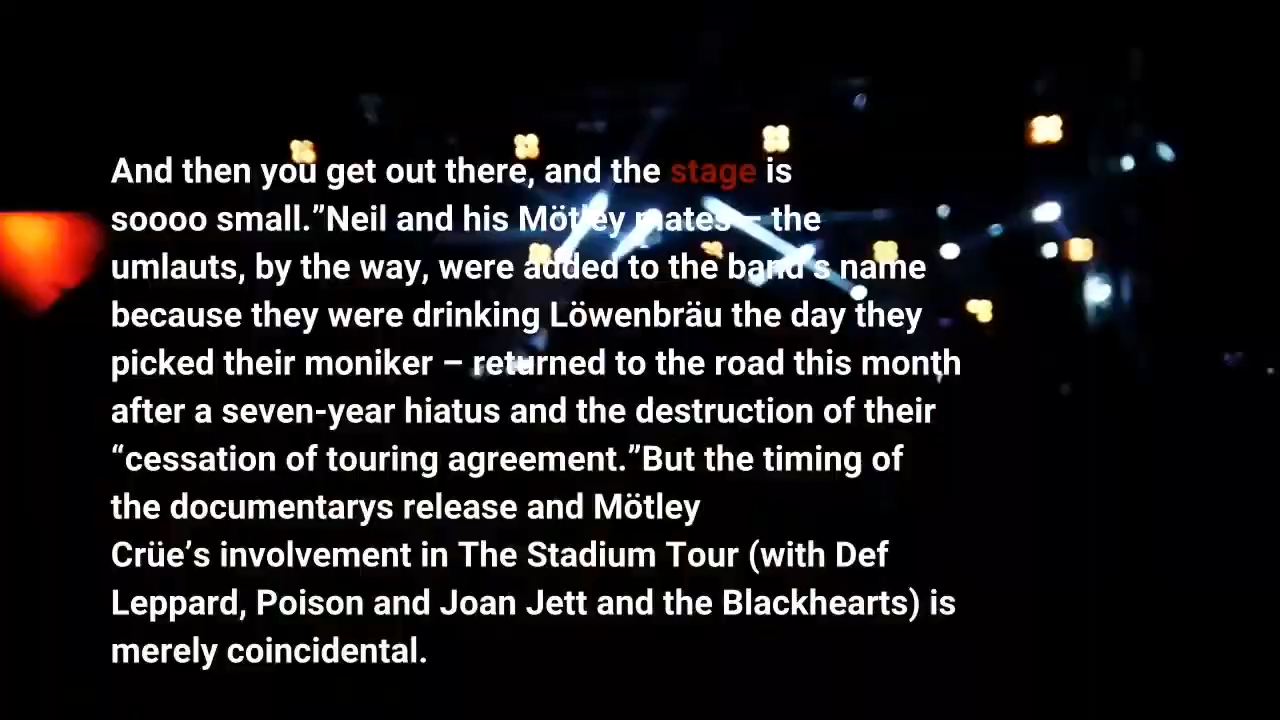 And then you get out there, and the stage is
soooo small.”Neil and his Mötley mates – the
umlauts, by the way, were added to the band’s name
because they were drinking Löwenbräu the day they
picked their moniker – returned to the road this month
after a seven-year hiatus and the destruction of their
“cessation of touring agreement.”But the timing of
the documentarys release and Mötley
Crüe’s involvement in The Stadium Tour (with Def
Leppard, Poison and Joan Jett and the Blackhearts) is
merely coincidental.